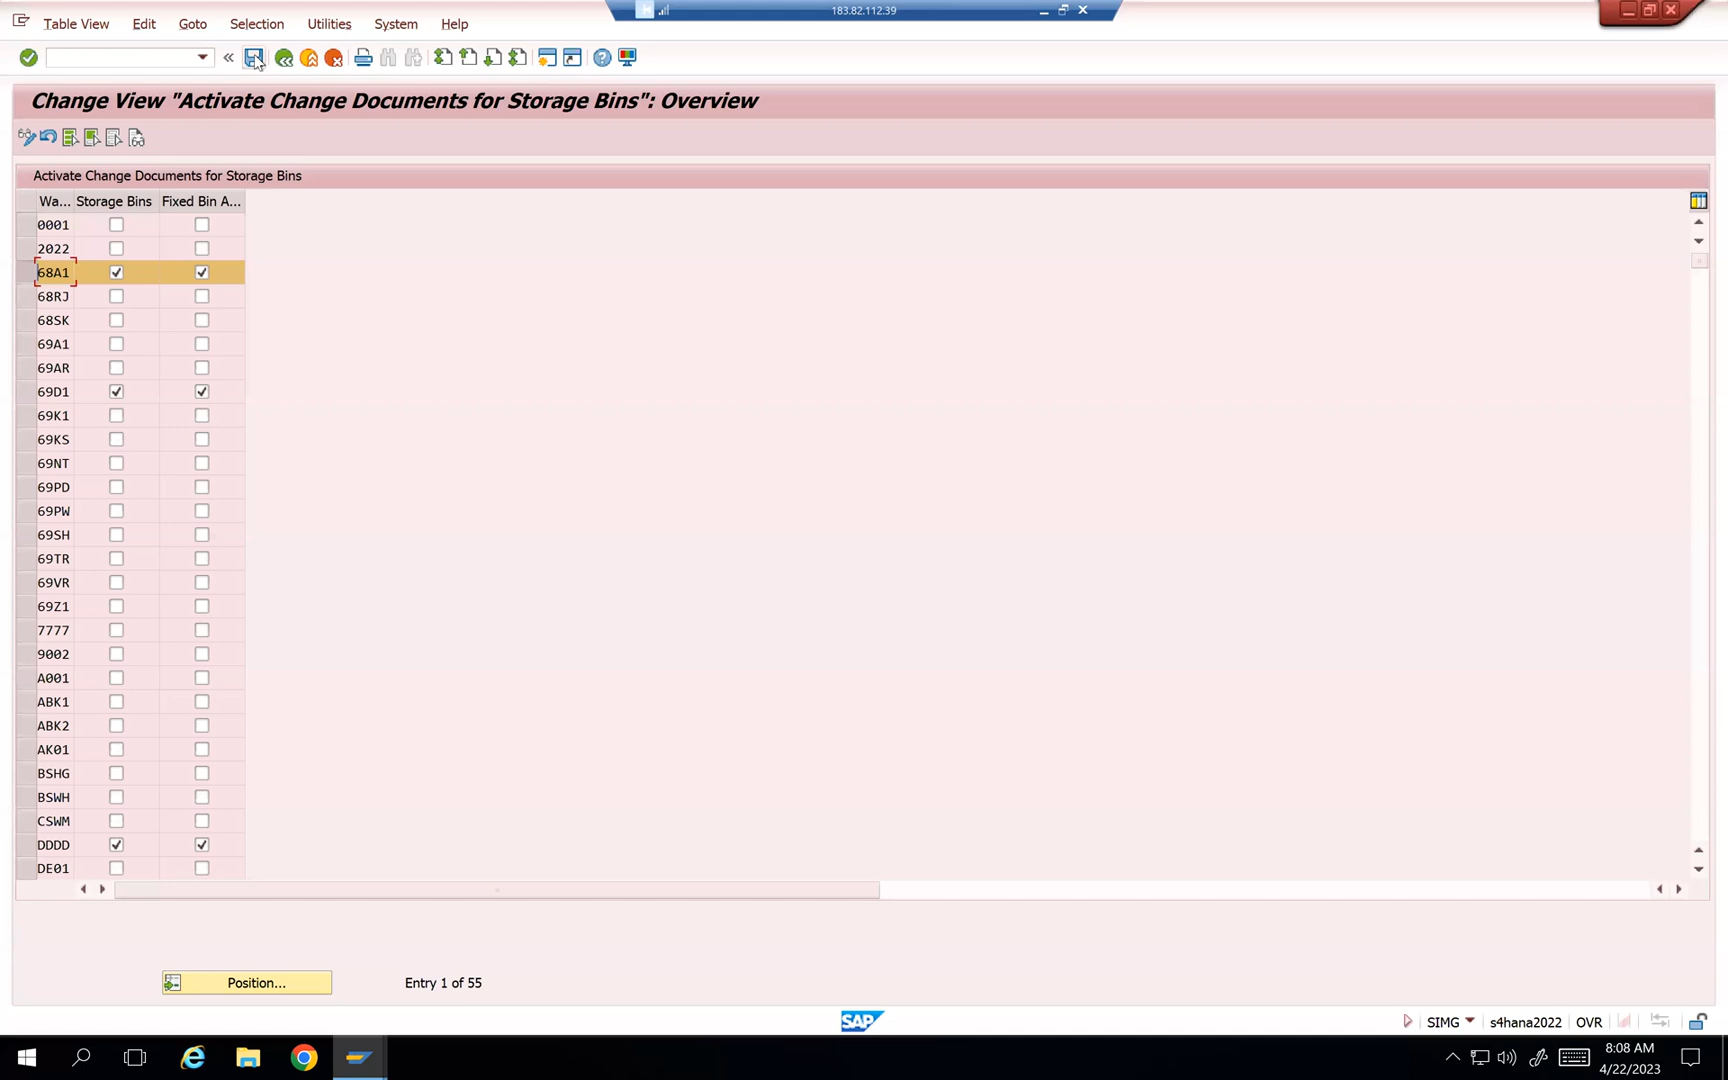 183.82.112.39
Table View Edit Goto Selection Utilities System Help
«
Change View "Activate Change Documents for Storage Bins": Overview
Activate Change Documents for Storage Bins
Wa... Storage Bins Fixed Bin A...
0001
2022
68A1
68RJ
68SK
69A1
69AR
69D1
69K1
69KS
69NT
69PD
69PW
69SH
69TR
69VR
69Z1
7777
9002
A001
ABK1
ABK2
AK01
BSHG
BSWH
CSWM
DDDD
DE01
Position... Entry 1 of 55
SAP
SIMG s4hana2022 OVR
8:08 AM
4/22/2023